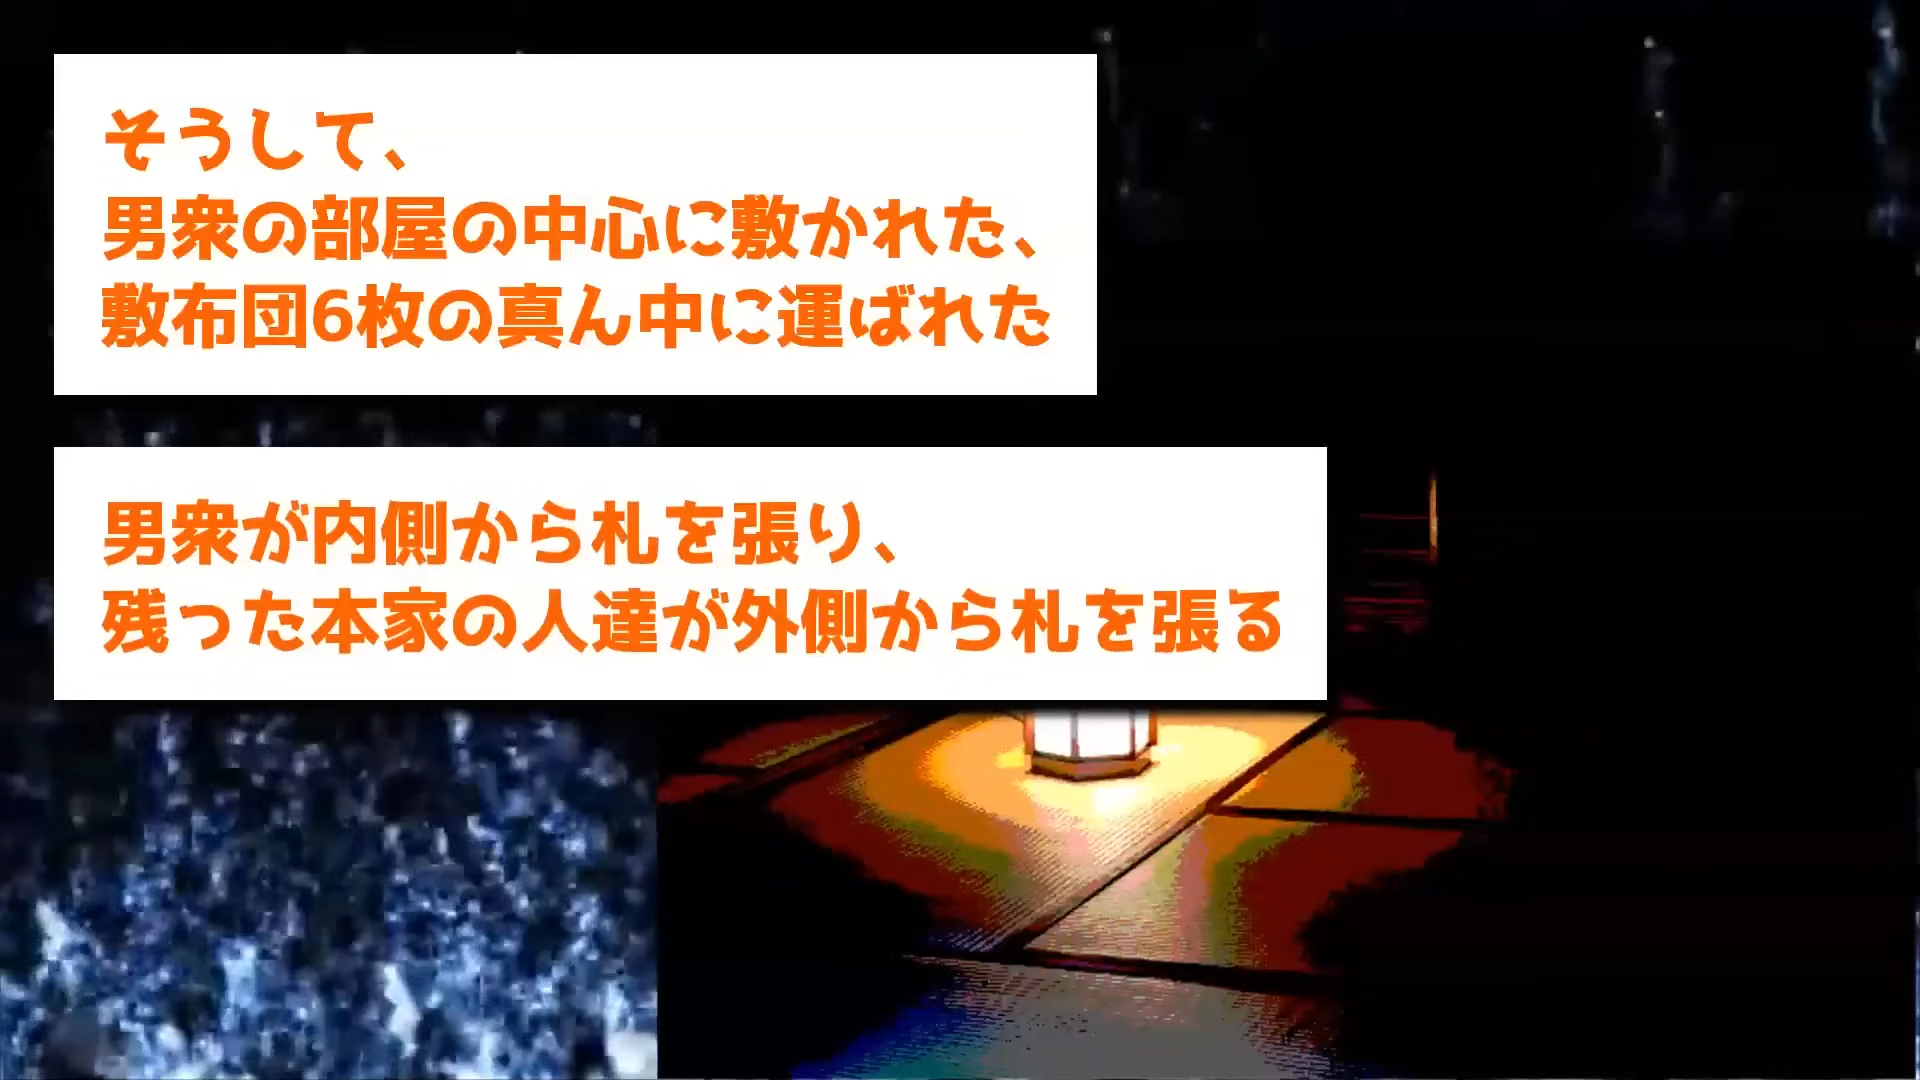 そうして、
男衆の部屋の中心に敷かれた、
敷布団6枚の真ん中に運ばれた
男衆が内側から札を張り、
残った本家の人達が外側から札を張る